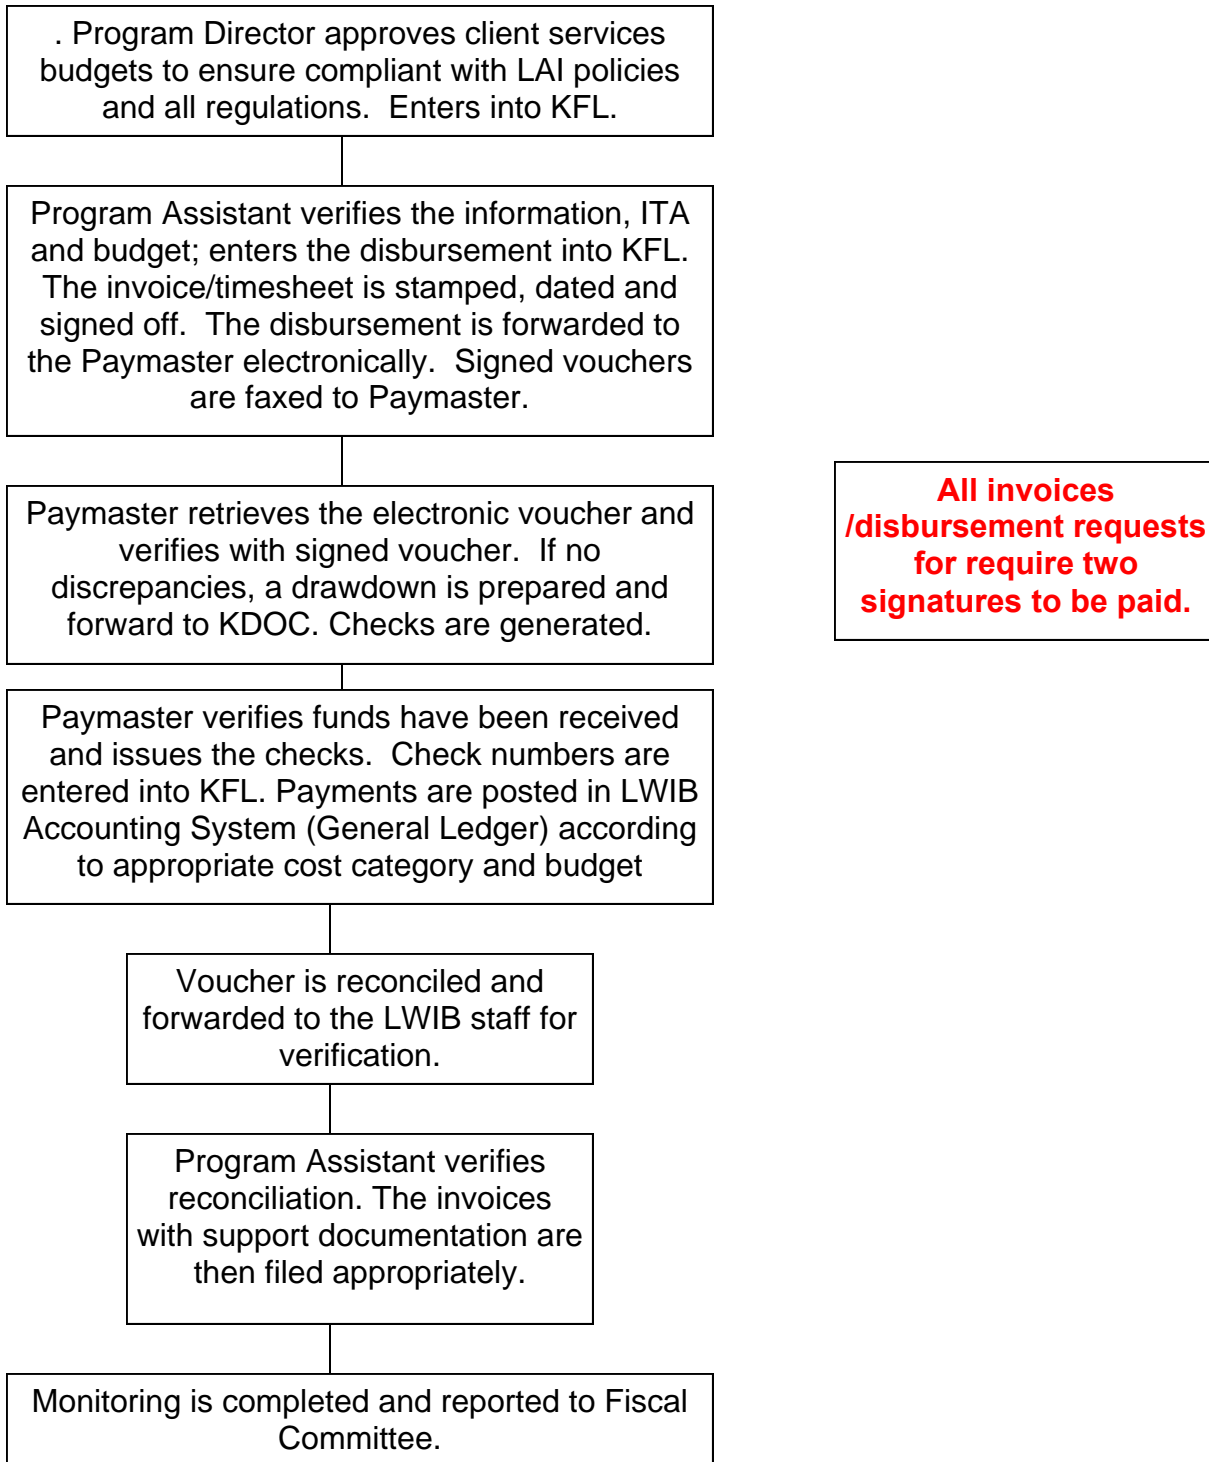 . Program Director approves client services
budgets to ensure compliant with LAI policies
and all regulations.  Enters into KFL.
Program Assistant verifies the information, ITA
and budget; enters the disbursement into KFL.
The invoice/timesheet is stamped, dated and
signed off.  The disbursement is forwarded to
the Paymaster electronically.  Signed vouchers
are faxed to Paymaster.
Paymaster retrieves the electronic voucher and
verifies with signed voucher.  If no
discrepancies, a drawdown is prepared and
forward to KDOC. Checks are generated.
All invoices
/disbursement requests
for require two
signatures to be paid.
Paymaster verifies funds have been received
and issues the checks.  Check numbers are
entered into KFL. Payments are posted in LWIB
Accounting System (General Ledger) according
to appropriate cost category and budget
Voucher is reconciled and
forwarded to the LWIB staff for
verification.
Program Assistant verifies
reconciliation. The invoices
with support documentation are
then filed appropriately.
Monitoring is completed and reported to Fiscal
Committee.